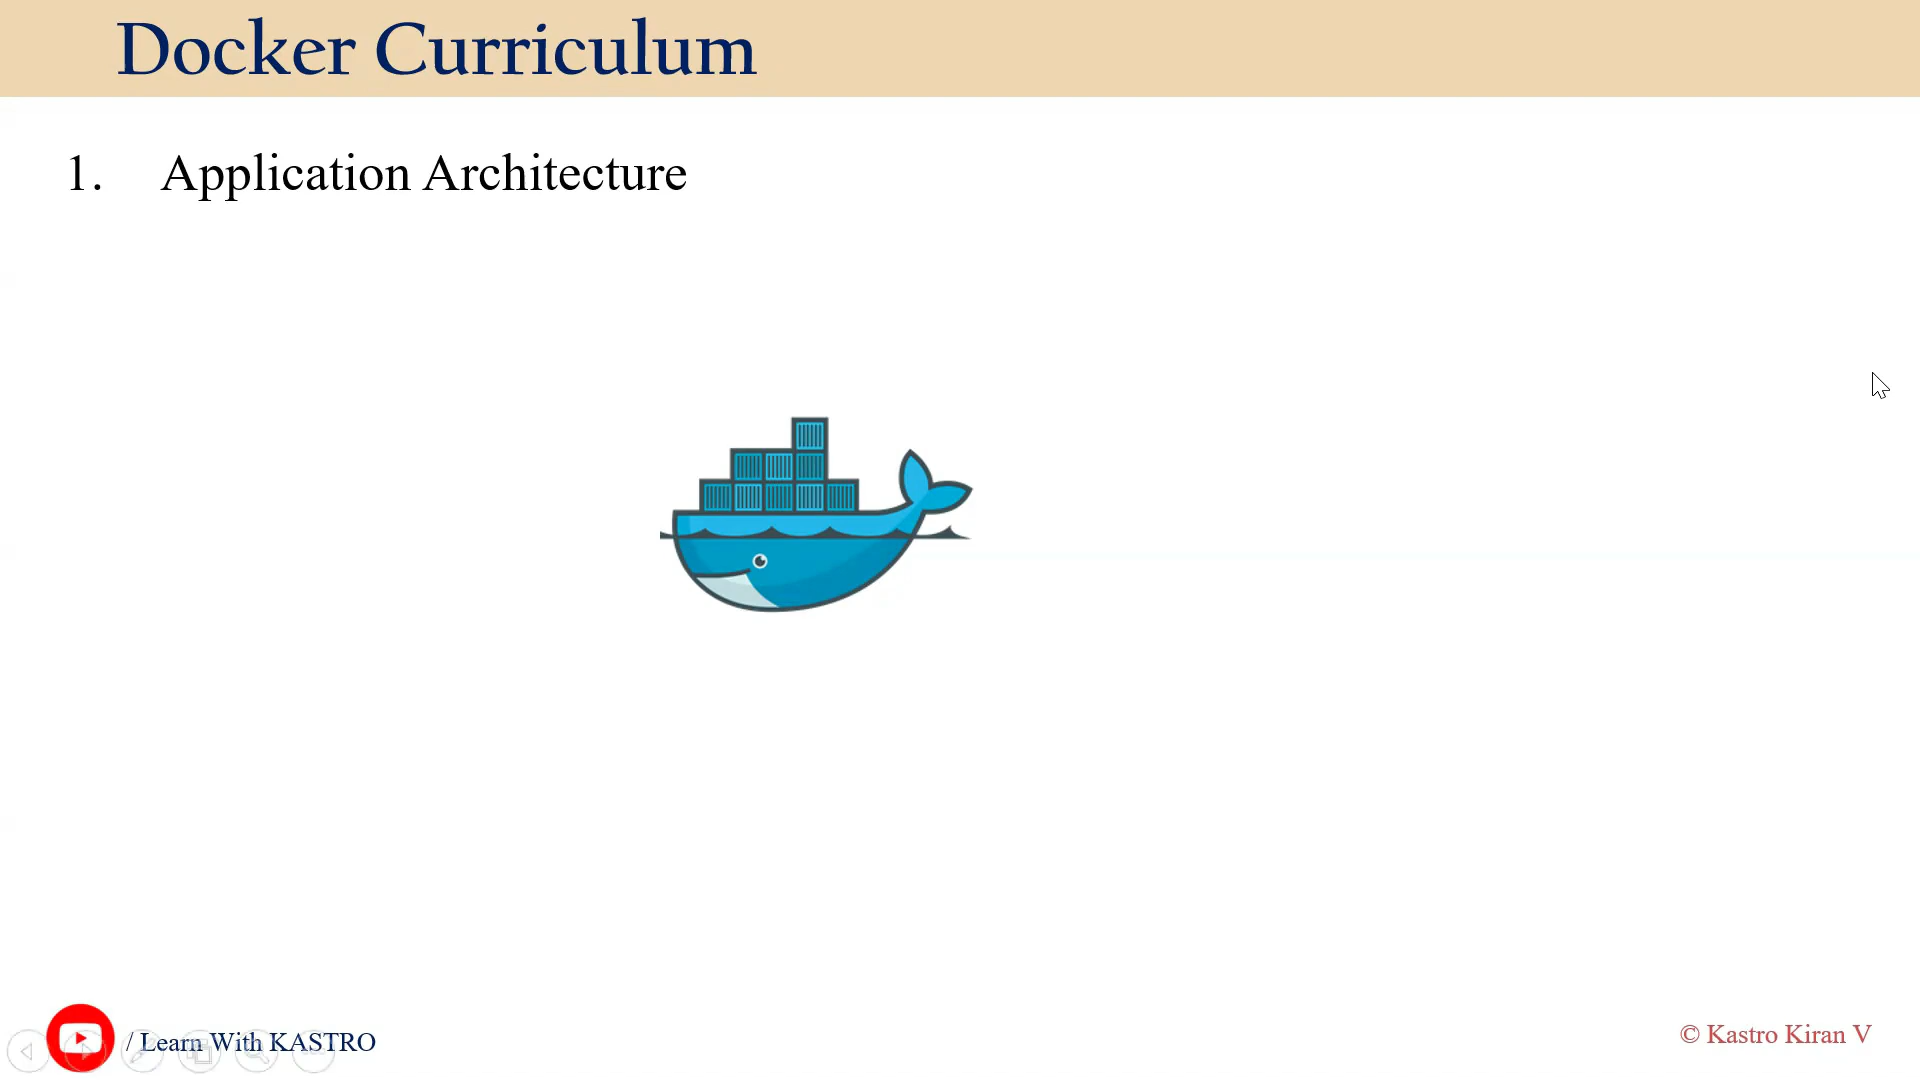 Docker Curriculum
1. Application Architecture
/ Learn With KASTRO
© Kastro Kiran V